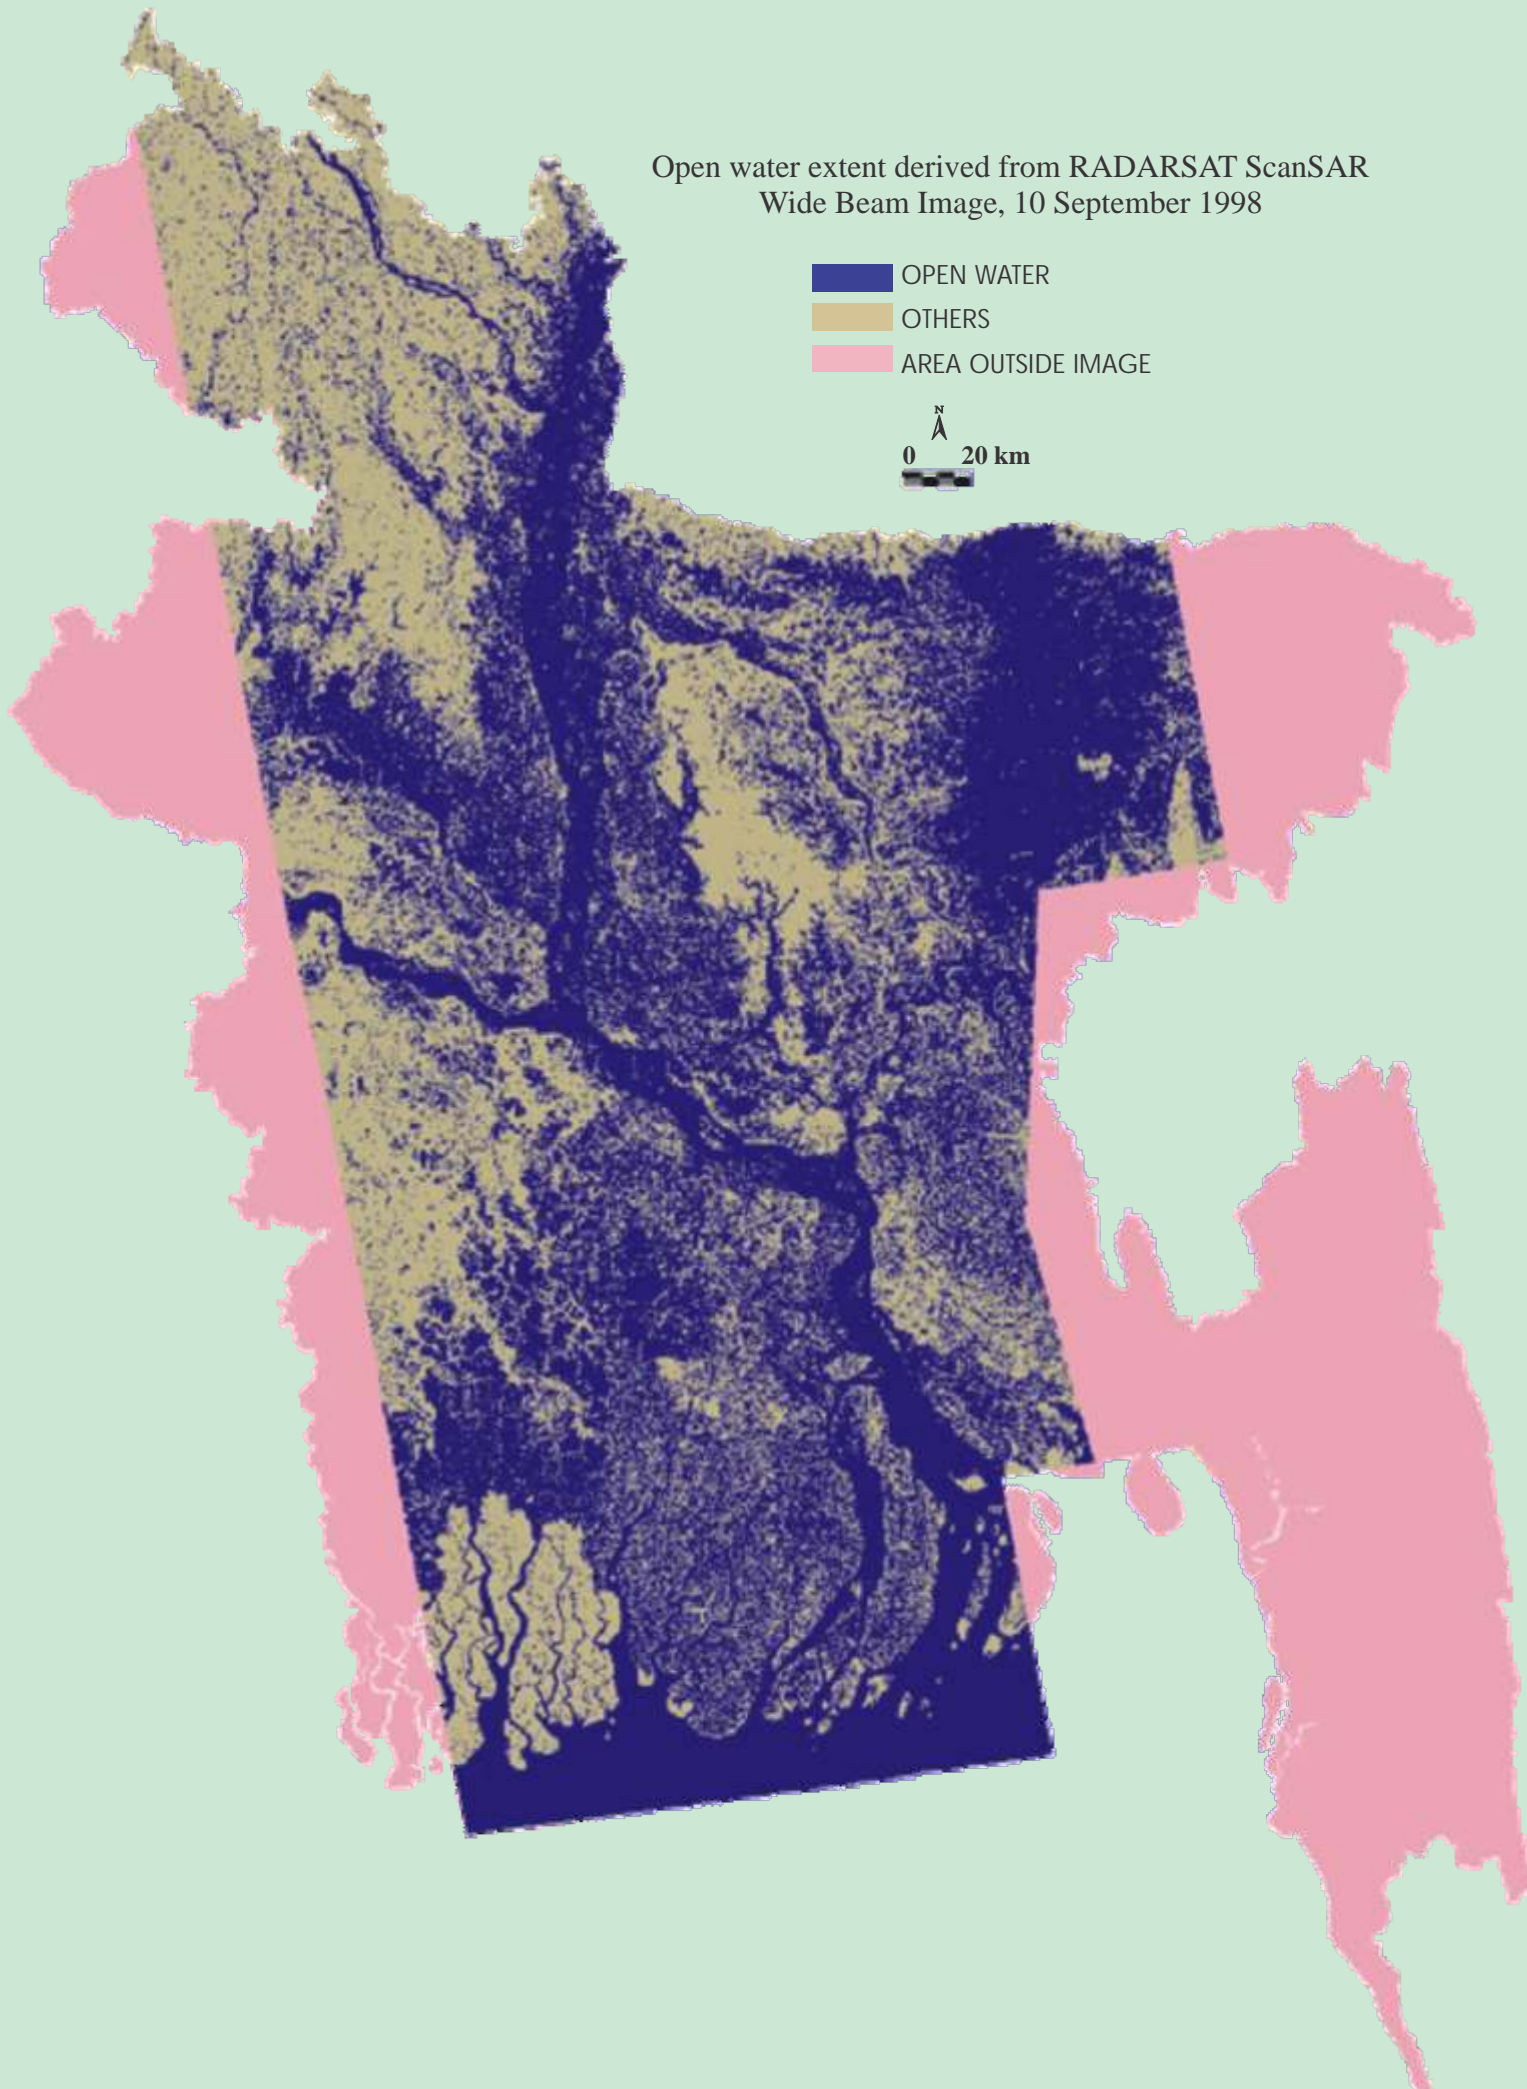 Open water extent derived from RADARSAT ScanSAR
Wide Beam Image, 10 September 1998
OPEN WATER
OTHERS
AREA OUTSIDE IMAGE
N
0 20 km